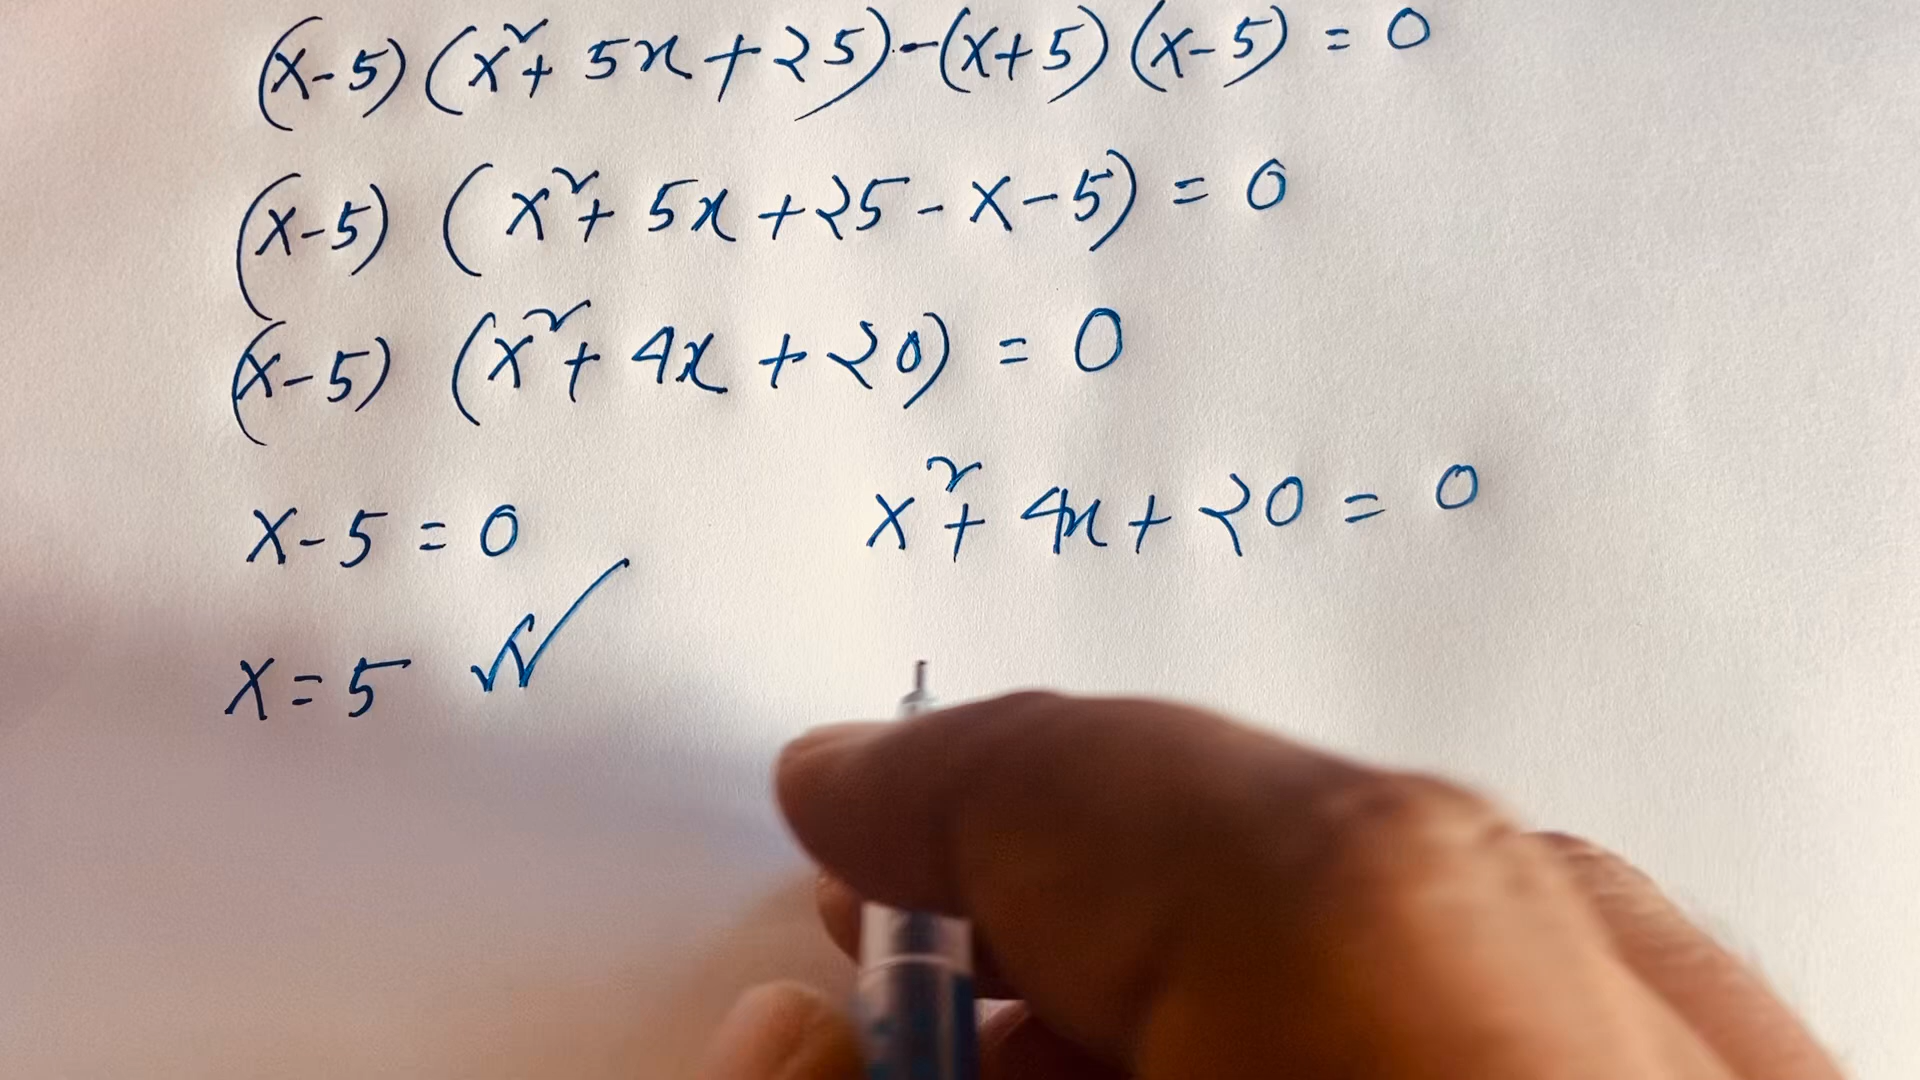 (x-5)(x²+5x+25)-(x+5)(x-5)=0
(x-5)(x²+5x+25-x-5)=0
(x-5)(x²+4x+20)=0
x-5=0 x²+4x+20=0
x=5 ✓